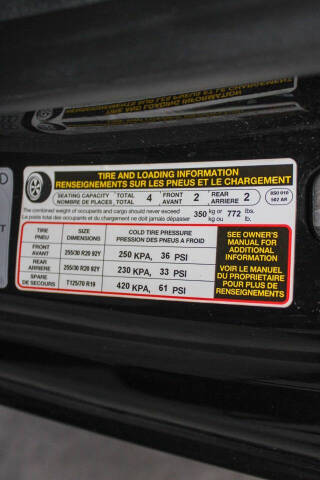 TIRE AND LOADING INFORMATION
RENSEIGNEMENTS SUR LES PNEUS ET LE CHARGEMENT
SEATING CAPACITY TOTAL 4 FRONT 2 REAR 2
NOMBRE DE PLACES TOTAL AVANT ARRIERE
The combined weight of occupants and cargo should never exceed 350 kg or 772 lbs.
Le poids total des occupants et du chargement ne doit jamais dépasser kg ou lb.
TIRE SIZE COLD TIRE PRESSURE
PNEU DIMENSIONS PRESSION DES PNEUS A FROID
FRONT 255/30 R20 92Y 250 KPA, 36 PSI
AVANT
REAR 255/30 R20 92Y 230 KPA, 33 PSI
ARRIERE
SPARE T125/70 R19 420 KPA, 61 PSI
DE SECOURS
SEE OWNER'S
MANUAL FOR
ADDITIONAL
INFORMATION
VOIR LE MANUEL
DU PROPRIETAIRE
POUR PLUS DE
RENSEIGNEMENTS